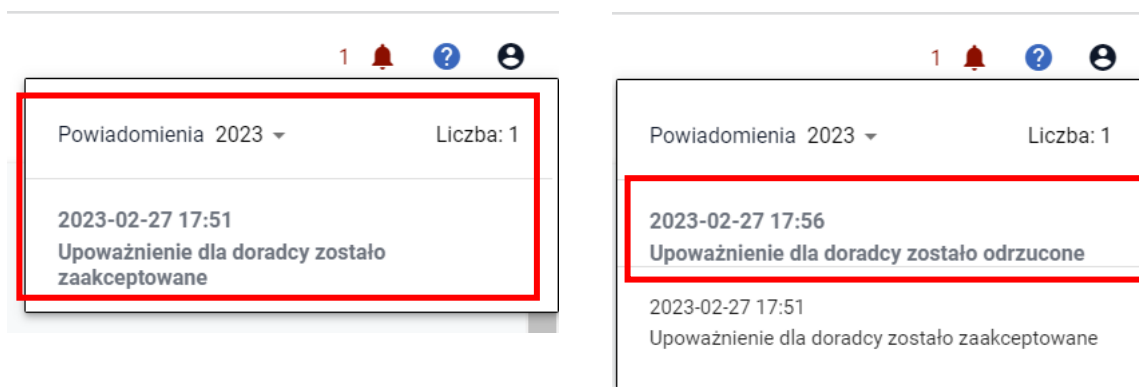 1 ?
Powiadomienia 2023 Liczba: 1
2023-02-27 17:51
Upoważnienie dla doradcy zostało
zaakceptowane
1 ?
Powiadomienia 2023 Liczba: 1
2023-02-27 17:56
Upoważnienie dla doradcy zostało odrzucone
2023-02-27 17:51
Upoważnienie dla doradcy zostało zaakceptowane